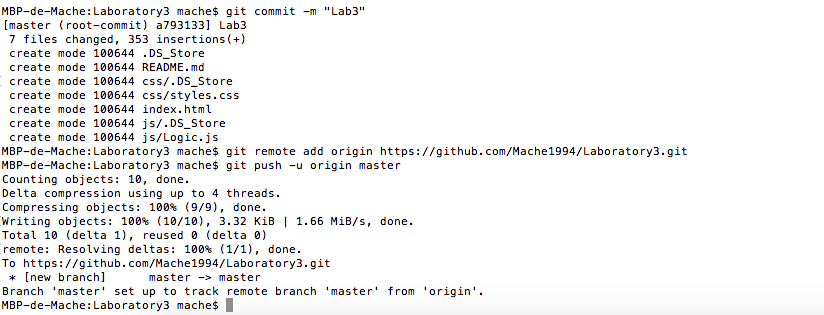 MBP-de-Mache:Laboratory3 mache$ git commit -m "Lab3"
[master (root-commit) a793133] Lab3
 7 files changed, 353 insertions(+)
 create mode 100644 .DS_Store
 create mode 100644 README.md
 create mode 100644 css/.DS_Store
 create mode 100644 css/styles.css
 create mode 100644 index.html
 create mode 100644 js/.DS_Store
 create mode 100644 js/Logic.js
MBP-de-Mache:Laboratory3 mache$ git remote add origin https://github.com/Mache1994/Laboratory3.git
MBP-de-Mache:Laboratory3 mache$ git push -u origin master
Counting objects: 10, done.
Delta compression using up to 4 threads.
Compressing objects: 100% (9/9), done.
Writing objects: 100% (10/10), 3.32 KiB | 1.66 MiB/s, done.
Total 10 (delta 1), reused 0 (delta 0)
remote: Resolving deltas: 100% (1/1), done.
To https://github.com/Mache1994/Laboratory3.git
 * [new branch]      master -> master
Branch 'master' set up to track remote branch 'master' from 'origin'.
MBP-de-Mache:Laboratory3 mache$